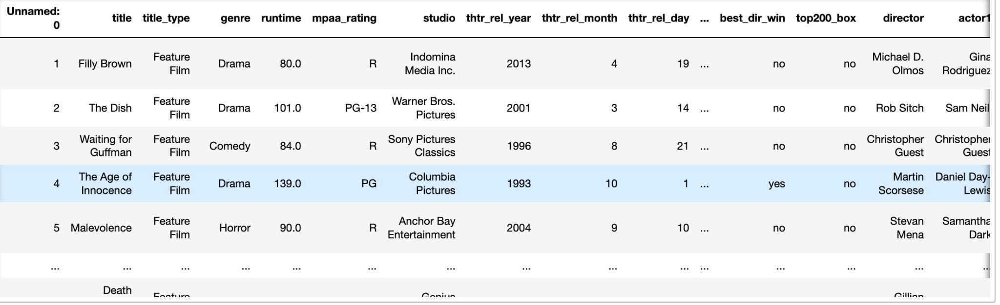 Unnamed: 0 title title_type genre runtime mpaa_rating studio thtr_rel_year thtr_rel_month thtr_rel_day ... best_dir_win top200_box director actor1
1 Filly Brown Feature Film Drama 80.0 R Indomina Media Inc. 2013 4 19 ... no no Michael D. Olmos Gina Rodriguez
2 The Dish Feature Film Drama 101.0 PG-13 Warner Bros. Pictures 2001 3 14 ... no no Rob Sitch Sam Neil
3 Waiting for Guffman Feature Film Comedy 84.0 R Sony Pictures Classics 1996 8 21 ... no no Christopher Guest Christopher Guest
4 The Age of Innocence Feature Film Drama 139.0 PG Columbia Pictures 1993 10 1 ... yes no Martin Scorsese Daniel Day-Lewis
5 Malevolence Feature Film Horror 90.0 R Anchor Bay Entertainment 2004 9 10 ... no no Stevan Mena Samantha Dark
... ... ... ... ... ... ... ... ... ... ... ... ... ... ...
Death Feature Genius Gillian